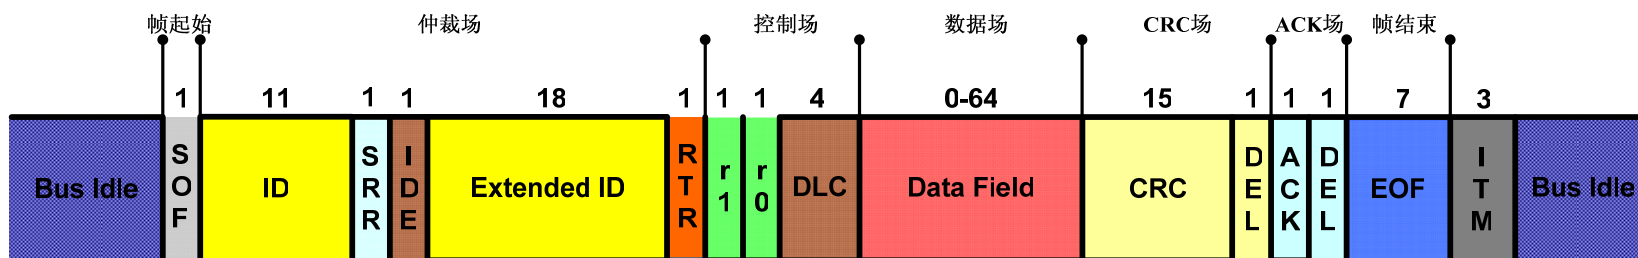 帧起始 仲裁场 控制场 数据场 CRC场 ACK场 帧结束
1 11 1 1 18 1 1 1 4 0-64 15 1 1 1 7 3
Bus Idle SOF ID SRR IDE Extended ID RTR r1 r0 DLC Data Field CRC DEL ACK DEL EOF ITM Bus Idle